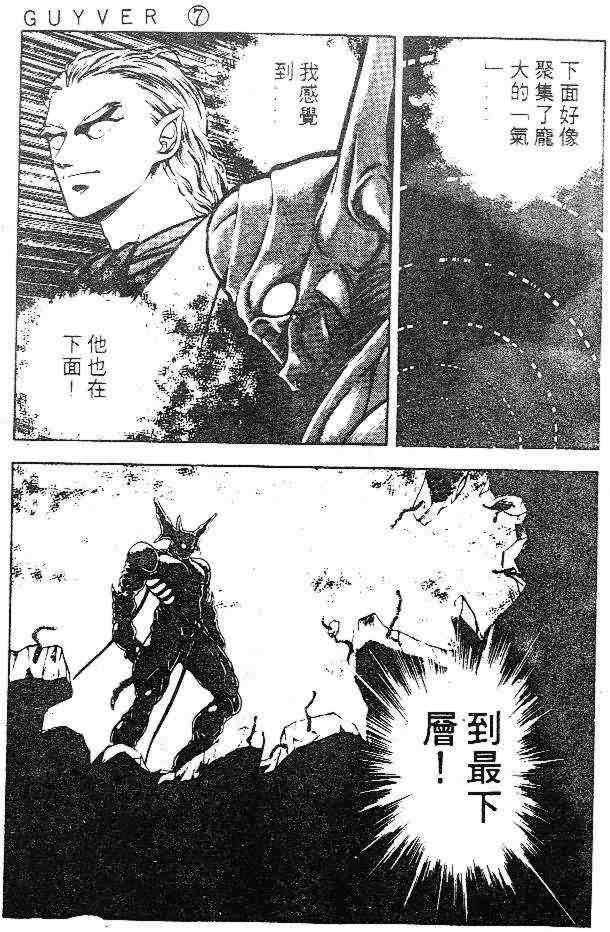 GUYVER ⑦
下面好像
聚集了龐
大的「氣
」……
我感覺
到……
他也在
下面！
到最下
層！